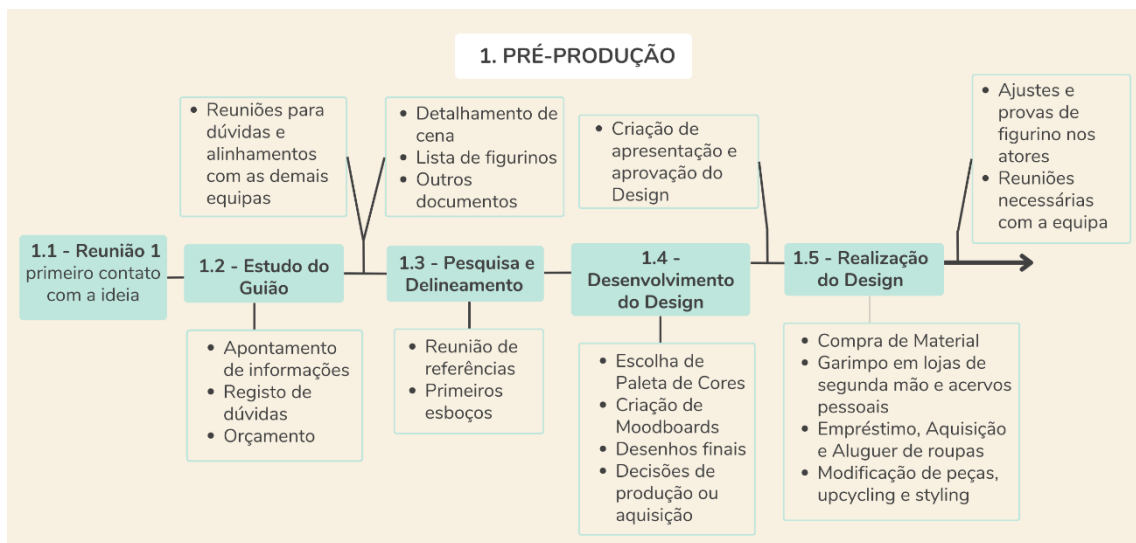 1. PRÉ-PRODUÇÃO
• Reuniões para
dúvidas e
alinhamentos
com as demais
equipas
• Detalhamento de
cena
• Lista de figurinos
• Outros
documentos
• Criação de
apresentação e
aprovação do
Design
• Ajustes e
provas de
figurino nos
atores
• Reuniões
necessárias
com a equipa
1.1 - Reunião 1
primeiro contato
com a ideia
1.2 - Estudo do
Guião
1.3 - Pesquisa e
Delineamento
1.4 -
Desenvolvimento
do Design
1.5 - Realização
do Design
• Apontamento
de informações
• Registo de
dúvidas
• Orçamento
• Reunião de
referências
• Primeiros
esboços
• Escolha de
Paleta de Cores
• Criação de
Moodboards
• Desenhos finais
• Decisões de
produção ou
aquisição
• Compra de Material
• Garimpo em lojas de
segunda mão e acervos
pessoais
• Empréstimo, Aquisição
e Aluguer de roupas
• Modificação de peças,
upcycling e styling